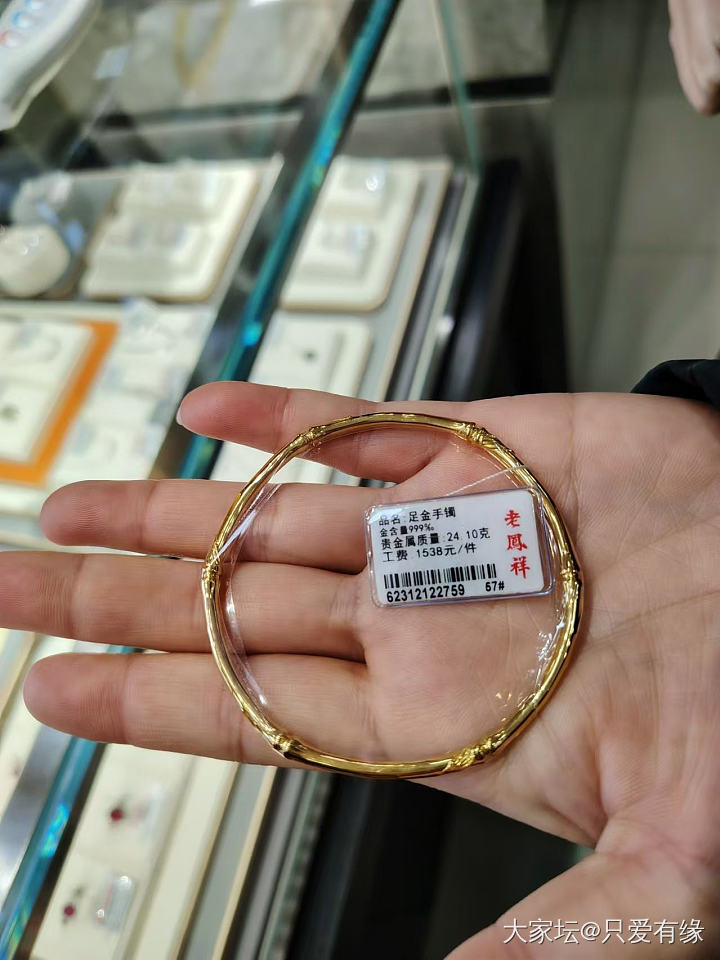 品名:足金手镯
金含量999‰
贵金属质量:24.10克
工费 1538元/件
62312122759 57#
老鳳祥
大家坛@只爱有缘